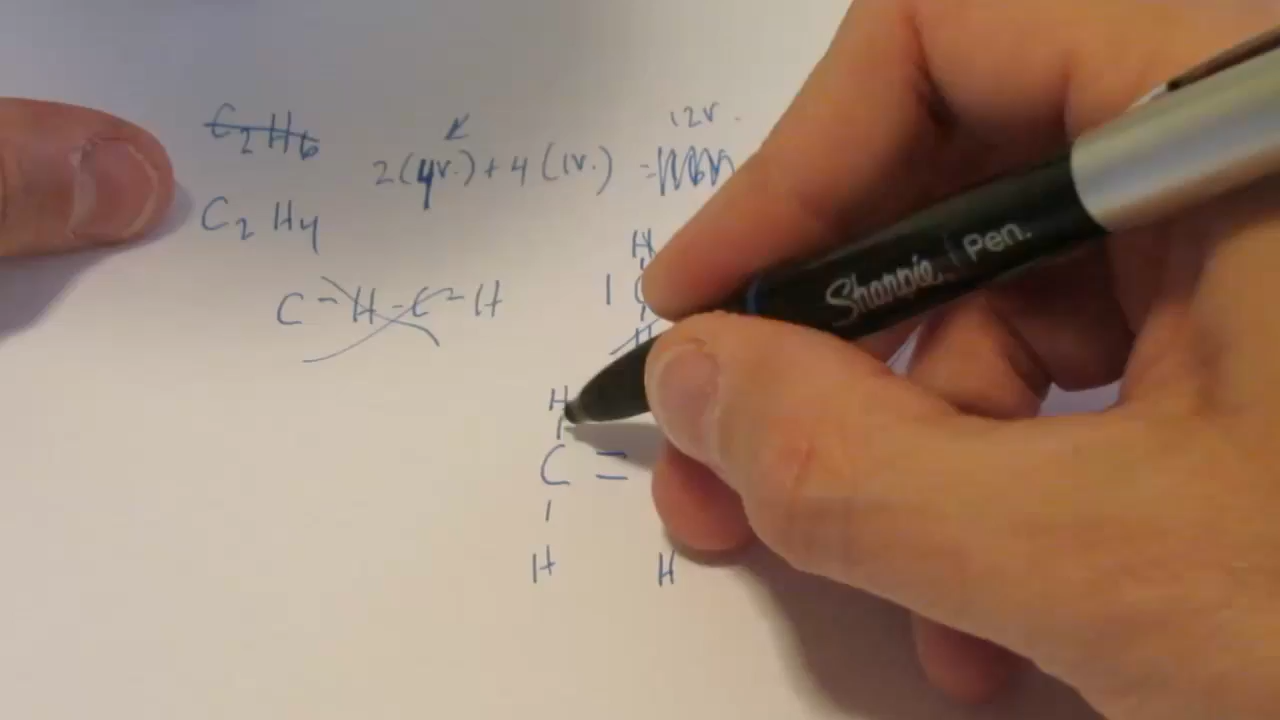 C2H6
12v.
2(4v.)+4(1v.) =
C2H4
H
C-H-C-H
C
H
H
C =
H H
Sharpie Pen.